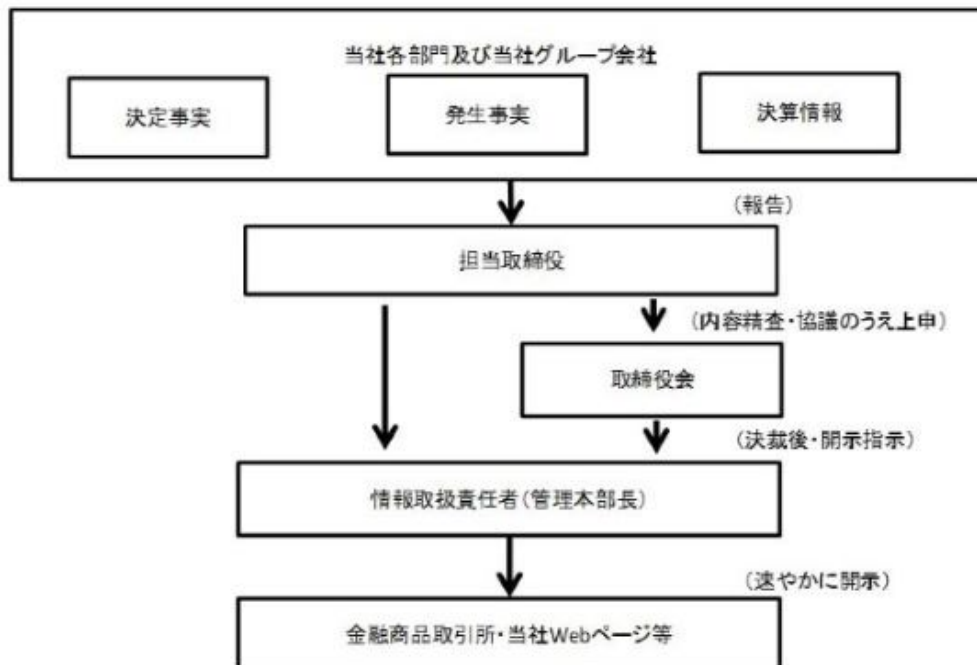 当社各部門及び当社グループ会社
決定事実
発生事実
決算情報
(報告)
担当取締役
(内容精査・協議のうえ上申)
取締役会
(決裁後・開示指示)
情報取扱責任者(管理本部長)
(速やかに開示)
金融商品取引所・当社Webページ等